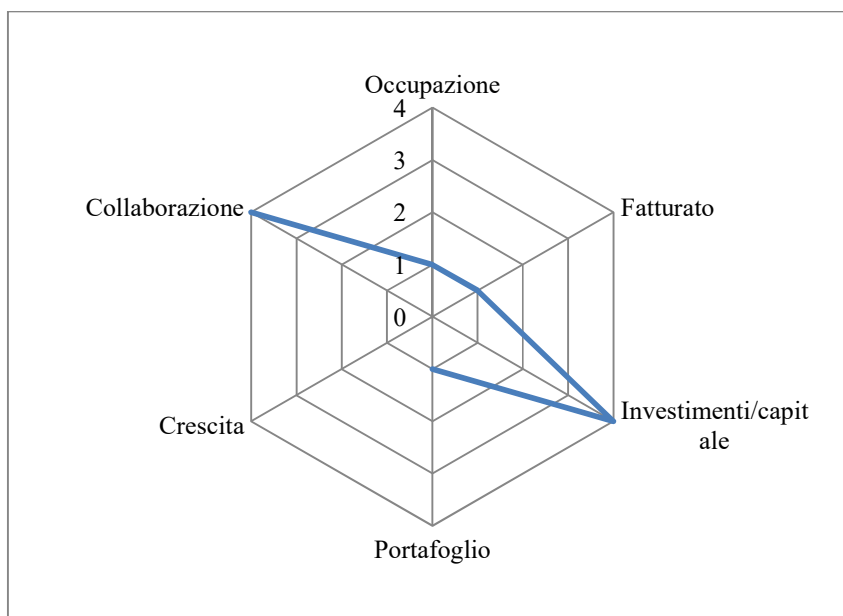 Occupazione
4
3
2
1
0
Collaborazione
Fatturato
Crescita
Investimenti/capit
ale
Portafoglio